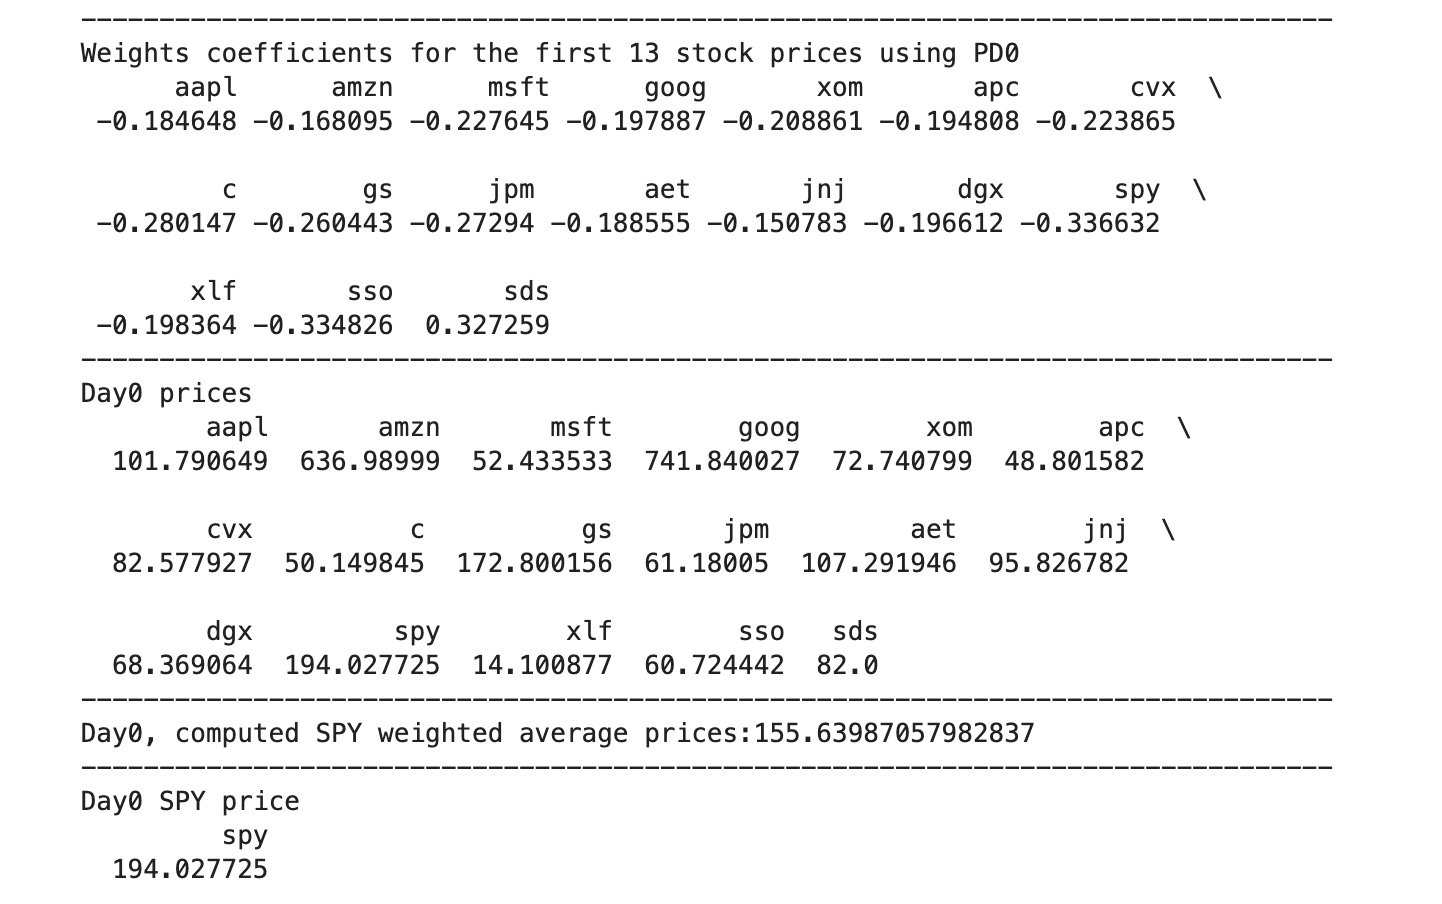 --------------------------------------------------------------------------------
Weights coefficients for the first 13 stock prices using PD0
aapl amzn msft goog xom apc cvx \
-0.184648 -0.168095 -0.227645 -0.197887 -0.208861 -0.194808 -0.223865
c gs jpm aet jnj dgx spy \
-0.280147 -0.260443 -0.27294 -0.188555 -0.150783 -0.196612 -0.336632
xlf sso sds
-0.198364 -0.334826 0.327259
--------------------------------------------------------------------------------
Day0 prices
aapl amzn msft goog xom apc \
101.790649 636.98999 52.433533 741.840027 72.740799 48.801582
cvx c gs jpm aet jnj \
82.577927 50.149845 172.800156 61.18005 107.291946 95.826782
dgx spy xlf sso sds
68.369064 194.027725 14.100877 60.724442 82.0
--------------------------------------------------------------------------------
Day0, computed SPY weighted average prices:155.63987057982837
--------------------------------------------------------------------------------
Day0 SPY price
spy
194.027725